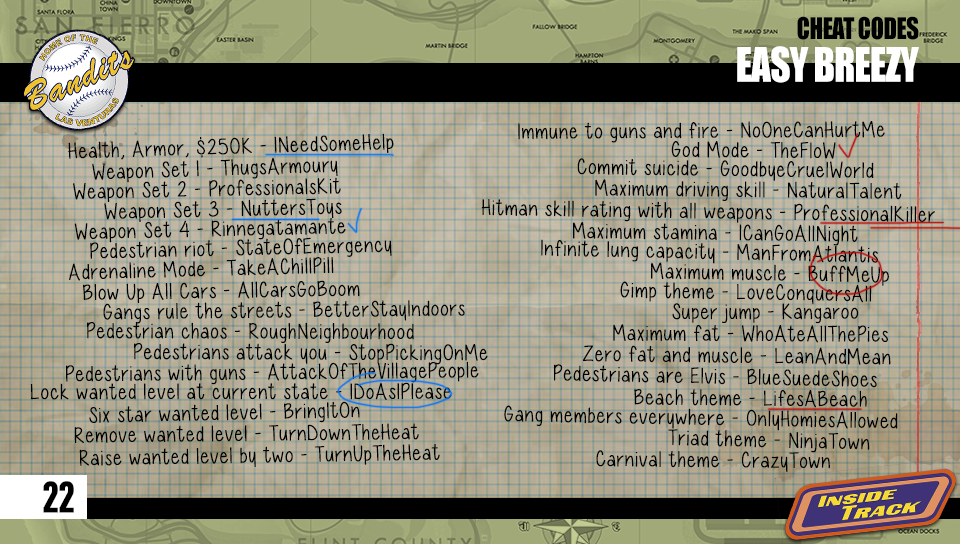 SANTA FLORA
CHINATOWN
DOWNTOWN
SAN FIERRO
EASTER BASIN
MARTIN BRIDGE
FALLOW BRIDGE
HAMPTON BARNS
MONTGOMERY
THE MAKO SPAN
FREDERICK BRIDGE
HOME OF THE
Bandits
LAS VENTURAS
CHEAT CODES
EASY BREEZY
Health, Armor, $250K - INeedSomeHelp
Weapon Set 1 - ThugsArmoury
Weapon Set 2 - ProfessionalsKit
Weapon Set 3 - NuttersToys
Weapon Set 4 - Rinnegatamante
Pedestrian riot - StateOfEmergency
Adrenaline Mode - TakeAChillPill
Blow Up All Cars - AllCarsGoBoom
Gangs rule the streets - BetterStayIndoors
Pedestrian chaos - RoughNeighbourhood
Pedestrians attack you - StopPickingOnMe
Pedestrians with guns - AttackOfTheVillagePeople
Lock wanted level at current state - IDoAsIPlease
Six star wanted level - BringItOn
Remove wanted level - TurnDownTheHeat
Raise wanted level by two - TurnUpTheHeat
Immune to guns and fire - NoOneCanHurtMe
God Mode - TheFloW
Commit suicide - GoodbyeCruelWorld
Maximum driving skill - NaturalTalent
Hitman skill rating with all weapons - ProfessionalKiller
Maximum stamina - ICanGoAllNight
Infinite lung capacity - ManFromAtlantis
Maximum muscle - BuffMeUp
Gimp theme - LoveConquersAll
Super jump - Kangaroo
Maximum fat - WhoAteAllThePies
Zero fat and muscle - LeanAndMean
Pedestrians are Elvis - BlueSuedeShoes
Beach theme - LifesABeach
Gang members everywhere - OnlyHomiesAllowed
Triad theme - NinjaTown
Carnival theme - CrazyTown
22
INSIDE
TRACK
FLINT COUNTY
OCEAN DOCKS